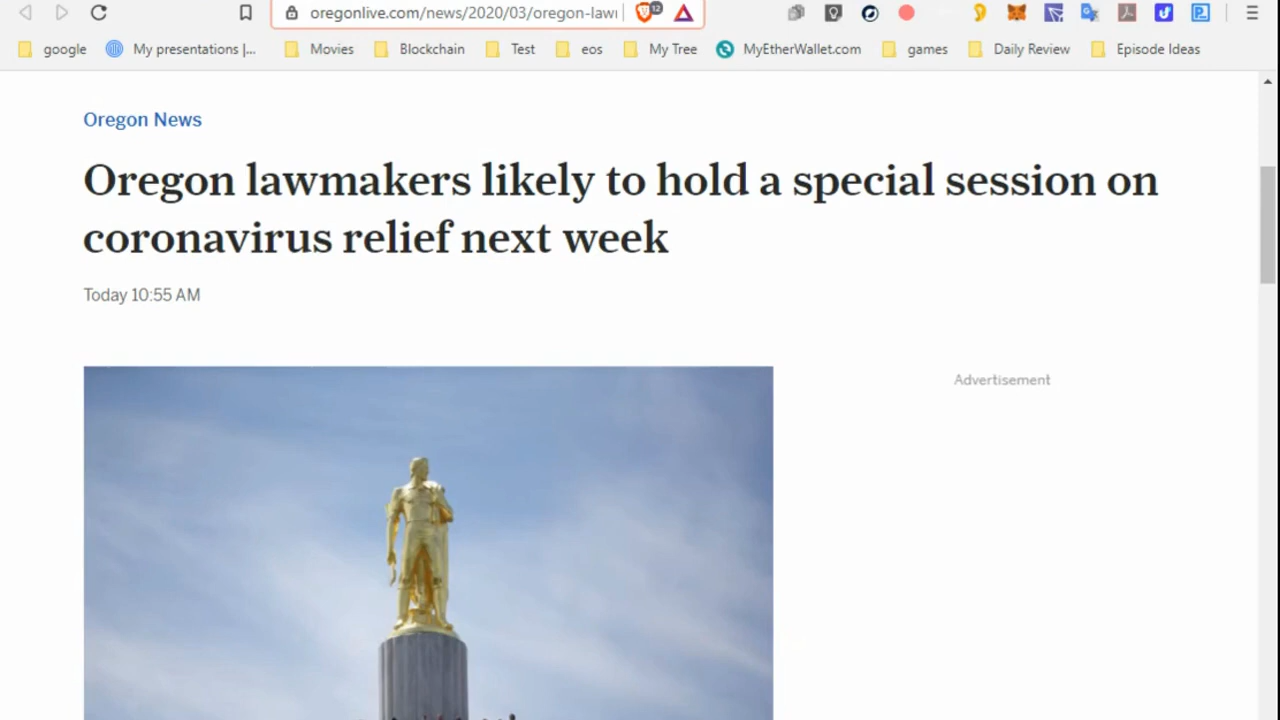 oregonlive.com/news/2020/03/oregon-lawn
12
google
My presentations |...
Movies
Blockchain
Test
eos
My Tree
MyEtherWallet.com
games
Daily Review
Episode Ideas
Oregon News
Oregon lawmakers likely to hold a special session on
coronavirus relief next week
Today 10:55 AM
Advertisement